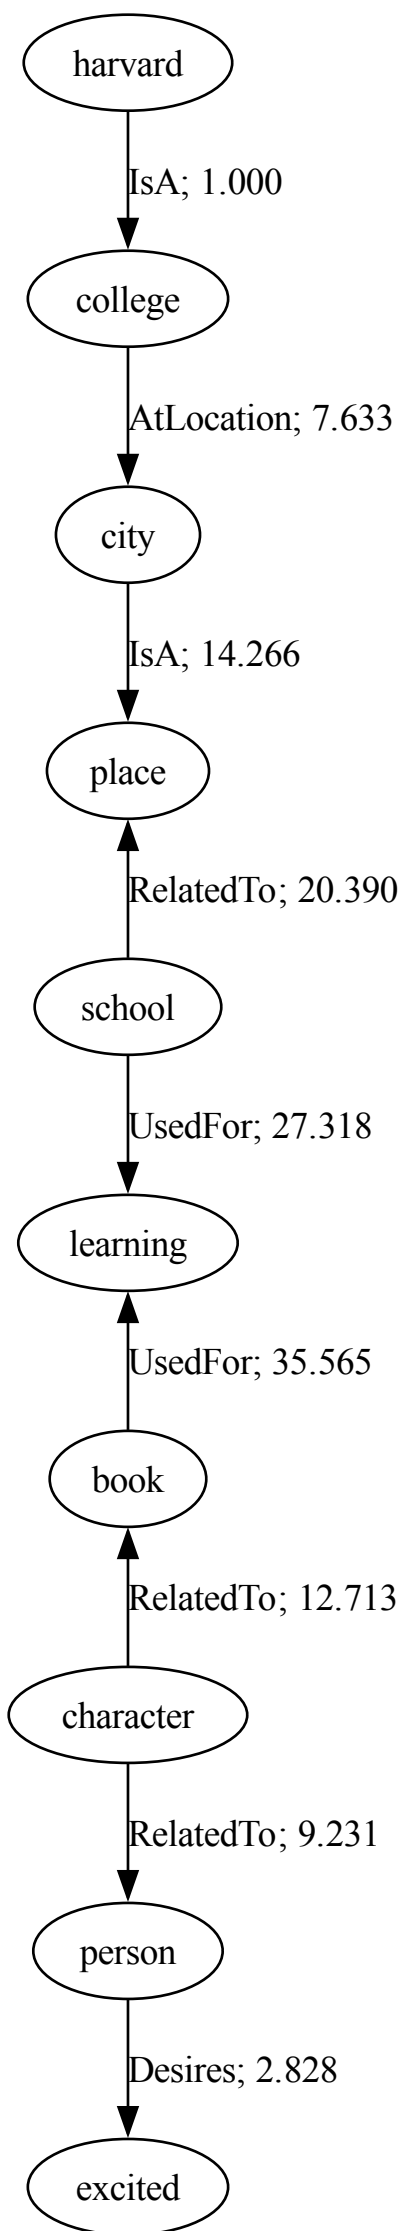 harvard
IsA; 1.000
college
AtLocation; 7.633
city
IsA; 14.266
place
RelatedTo; 20.390
school
UsedFor; 27.318
learning
UsedFor; 35.565
book
RelatedTo; 12.713
character
RelatedTo; 9.231
person
Desires; 2.828
excited